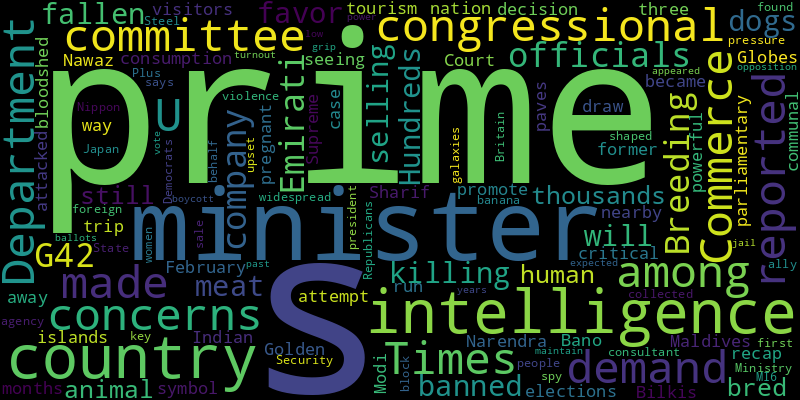 fallen visitors favor tourism nation decision three found
Steel power low dogs
committee congressional pressure
Department Nawaz consumption turnout seeing Court officials Globes
bloodshed Plus grip appeared opposition
says violence became
prime
Nippon U Emirati case selling Hundreds paves draw Commerce reported
way Supreme Britain shaped powerful communal
attacked Japan vote Democrats behalf company upset pregnant galaxies former Breeding parliamentary
still boycott widespread Sharif promote thousands
foreign banana nearby
trip minister
ballots State women sale president Republicans will jail
G42 February past killing critical ally
made meat S attempt run human among expected
away years collected
concerns intelligence
agency key
islands Indian Golden Narendra Bano Maldives first
country Security Modi Times maintain consultant recap Ministry
block people spy demand MI6
months animal symbol banned elections Bilkis bred